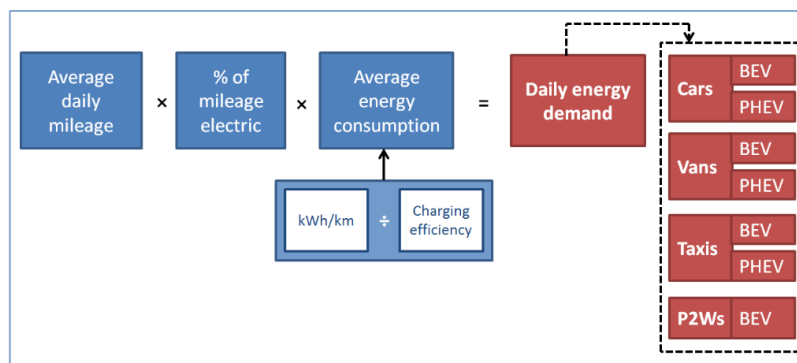 Average
daily
mileage
×
% of
mileage
electric
×
Average
energy
consumption
=
Daily energy
demand
kWh/km
÷
Charging
efficiency
Cars
BEV
PHEV
Vans
BEV
PHEV
Taxis
BEV
PHEV
P2Ws
BEV